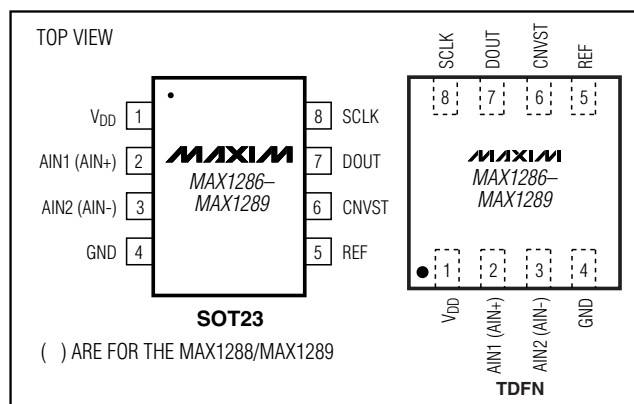 TOP VIEW
VDD 1
AIN1 (AIN+) 2
AIN2 (AIN-) 3
GND 4
MAXIM
MAX1286–
MAX1289
8 SCLK
7 DOUT
6 CNVST
5 REF
SOT23
( ) ARE FOR THE MAX1288/MAX1289
SCLK
DOUT
CNVST
REF
8 7 6 5
MAXIM
MAX1286–
MAX1289
1 2 3 4
VDD
AIN1 (AIN+)
AIN2 (AIN-)
GND
TDFN